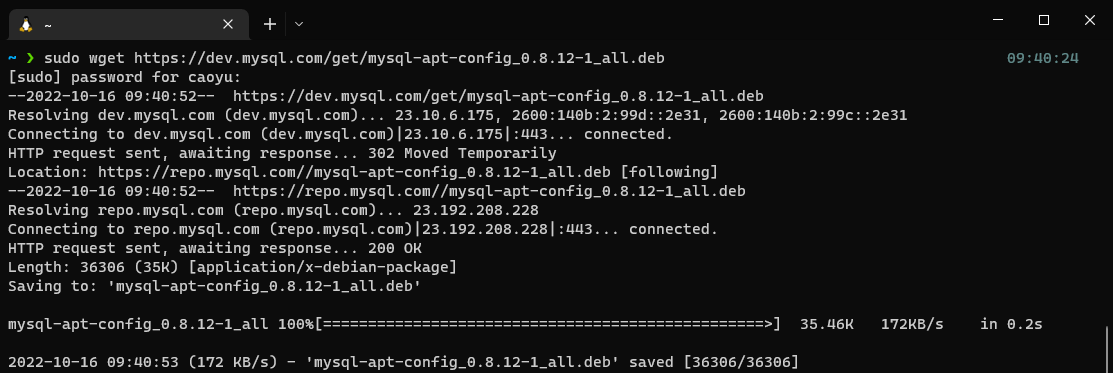 ~
~ ❯ sudo wget https://dev.mysql.com/get/mysql-apt-config_0.8.12-1_all.deb 09:40:24
[sudo] password for caoyu:
--2022-10-16 09:40:52--  https://dev.mysql.com/get/mysql-apt-config_0.8.12-1_all.deb
Resolving dev.mysql.com (dev.mysql.com)... 23.10.6.175, 2600:140b:2:99d::2e31, 2600:140b:2:99c::2e31
Connecting to dev.mysql.com (dev.mysql.com)|23.10.6.175|:443... connected.
HTTP request sent, awaiting response... 302 Moved Temporarily
Location: https://repo.mysql.com//mysql-apt-config_0.8.12-1_all.deb [following]
--2022-10-16 09:40:52--  https://repo.mysql.com//mysql-apt-config_0.8.12-1_all.deb
Resolving repo.mysql.com (repo.mysql.com)... 23.192.208.228
Connecting to repo.mysql.com (repo.mysql.com)|23.192.208.228|:443... connected.
HTTP request sent, awaiting response... 200 OK
Length: 36306 (35K) [application/x-debian-package]
Saving to: 'mysql-apt-config_0.8.12-1_all.deb'
mysql-apt-config_0.8.12-1_all 100%[=================================================>]  35.46K   172KB/s    in 0.2s
2022-10-16 09:40:53 (172 KB/s) - 'mysql-apt-config_0.8.12-1_all.deb' saved [36306/36306]